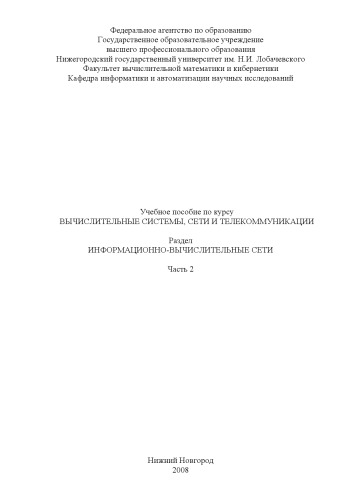 Федеральное агентство по образованию
Государственное образовательное учреждение
высшего профессионального образования
Нижегородский государственный университет им. Н.И. Лобачевского
Факультет вычислительной математики и кибернетики
Кафедра информатики и автоматизации научных исследований
Учебное пособие по курсу
ВЫЧИСЛИТЕЛЬНЫЕ СИСТЕМЫ, СЕТИ И ТЕЛЕКОММУНИКАЦИИ
Раздел
ИНФОРМАЦИОННО-ВЫЧИСЛИТЕЛЬНЫЕ СЕТИ
Часть 2
Нижний Новгород
2008